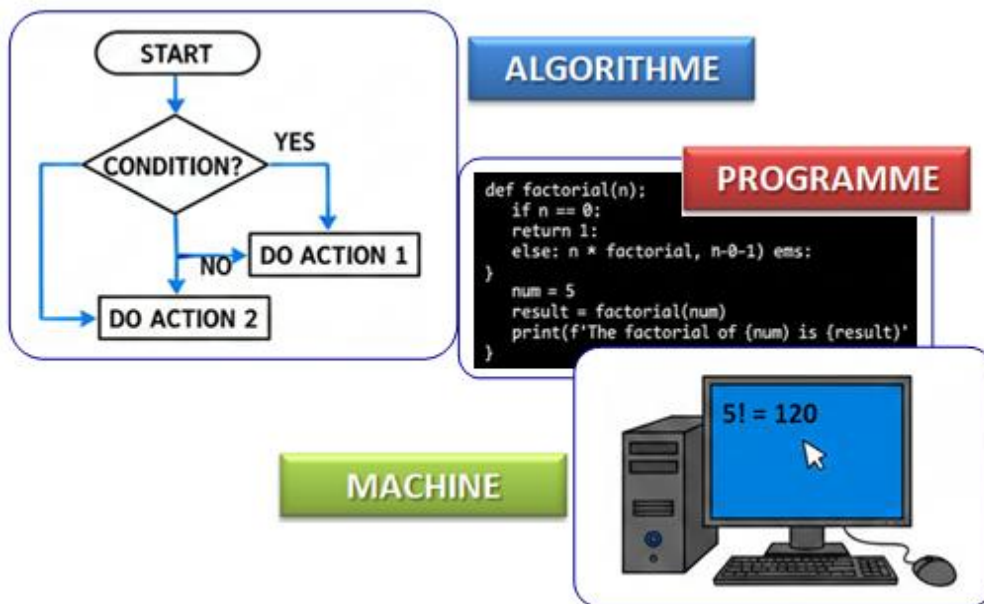 START
ALGORITHME
CONDITION?
YES
NO
DO ACTION 1
DO ACTION 2
PROGRAMME
def factorial(n);
if n == 0:
return 1:
else: n * factorial, n-0-1) ems:
}
num = 5
result = factorial(num)
print(f'The factorial of {num) is {result)'
}
5! = 120
MACHINE